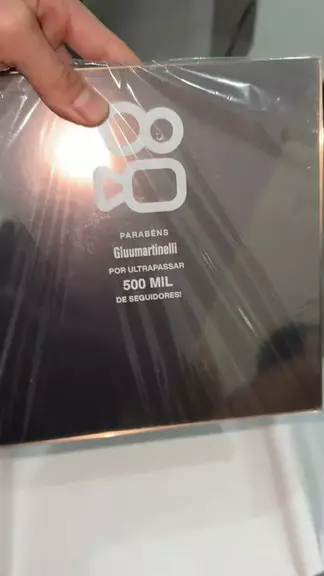 PARABÉNS
Giuumartinelli
POR ULTRAPASSAR
500 MIL
DE SEGUIDORES!